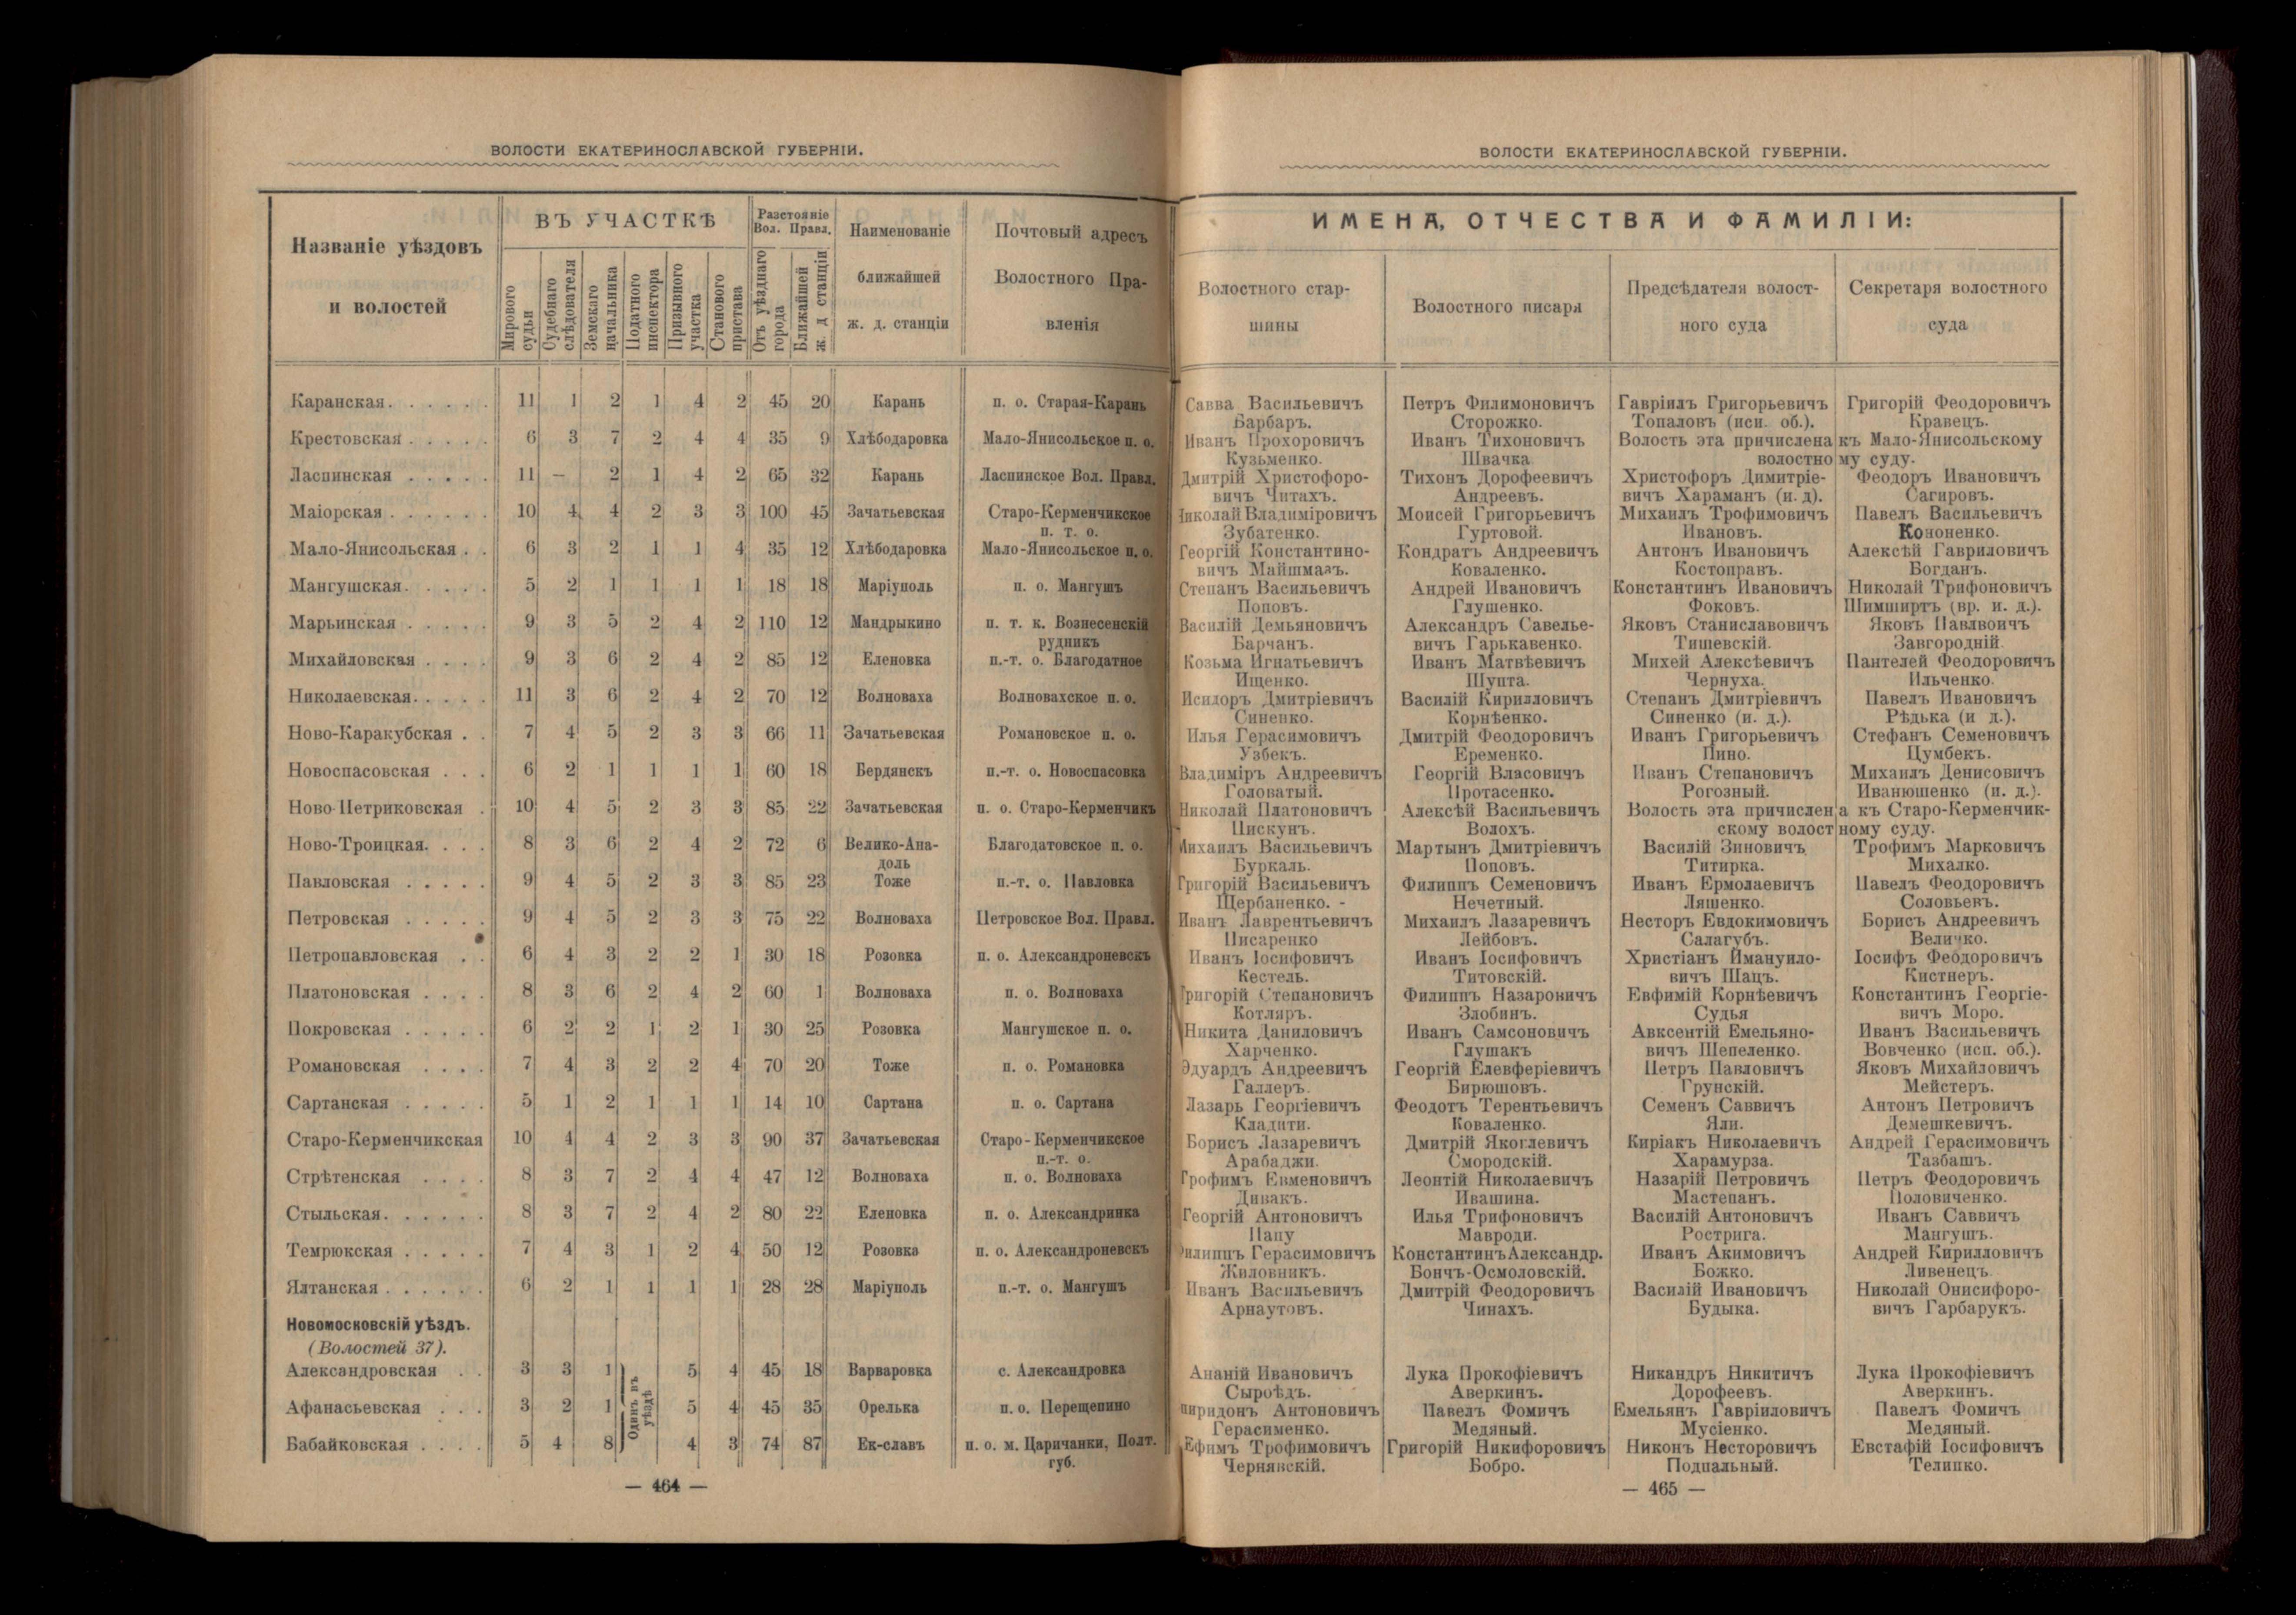 ВОЛОСТИ ЕКАТЕРИНОСЛАВСКОЙ ГУБЕРНІИ.
Названіе уѣздовъ и волостей
ВЪ УЧАСТКѢ
Мирового судьи
Судебнаго слѣдователя
Земскаго начальника
Податного инспектора
Призывного участка
Станового пристава
Разстояніе Вол. Правл.
Отъ уѣзднаго города
Ближайшей ж. д станціи
Наименованіе ближайшей ж. д. станціи
Почтовый адресъ Волостного Правленія
Каранская. . . . . . 11 1 2 1 4 2 45 20 Карань п. о. Старая-Карань
Крестовская . . . . . 6 3 7 2 4 4 35 9 Хлѣбодаровка Мало-Янисольское п. о.
Ласпинская . . . . . 11 – 2 1 4 2 65 32 Карань Ласпинское Вол. Правл.
Маіорская . . . . . . 10 4 4 2 3 3 100 45 Зачатьевская Старо-Керменчикское
п. т. о.
Мало-Янисольская . . 6 3 2 1 1 4 35 12 Хлѣбодаровка Мало-Янисольское п. о.
Мангушская. . . . . 5 2 1 1 1 1 18 18 Маріуполь п. о. Мангушъ
Марьинская . . . . . 9 3 5 2 4 2 110 12 Мандрыкино п. т. к. Вознесенскій
рудникъ
Михайловская . . . . 9 3 6 2 4 2 85 12 Еленовка п.-т. о. Благодатное
Николаевская. . . . . 11 3 6 2 4 2 70 12 Волноваха Волновахское п. о.
Ново-Каракубская . . 7 4 5 2 3 3 66 11 Зачатьевская Романовское п. о.
Новоспасовская . . . 6 2 1 1 1 1 60 18 Бердянскъ п.-т. о. Новоспасовка
Ново-Петриковская . 10 4 5 2 3 3 85 22 Зачатьевская п. о. Старо-Керменчикъ
Ново-Троицкая. . . . 8 3 6 2 4 2 72 6 Велико-Ана- Благодатовское п. о.
доль
Павловская . . . . . 9 4 5 2 3 3 85 23 Тоже п.-т. о. Павловка
Петровская . . . . . 9 4 5 2 3 3 75 22 Волноваха Петровское Вол. Правл.
Петропавловская . . 6 4 3 2 2 1 30 18 Розовка п. о. Александроневскъ
Платоновская . . . . 8 3 6 2 4 2 60 1 Волноваха п. о. Волноваха
Покровская . . . . . 6 2 2 1 2 1 30 25 Розовка Мангушское п. о.
Романовская . . . . 7 4 3 2 2 4 70 20 Тоже п. о. Романовка
Сартанская . . . . . 5 1 2 1 1 1 14 10 Сартана п. о. Сартана
Старо-Керменчикская 10 4 4 2 3 3 90 37 Зачатьевская Старо-Керменчикское
п.-т. о.
Стрѣтенская . . . . 8 3 7 2 4 4 47 12 Волноваха п. о. Волноваха
Стыльская. . . . . . 8 3 7 2 4 2 80 22 Еленовка п. о. Александринка
Темрюкская . . . . . 7 4 3 1 2 4 50 12 Розовка п. о. Александроневскъ
Ялтанская . . . . . . 6 2 1 1 1 1 28 28 Маріуполь п.-т. о. Мангушъ
Новомосковскій уѣздъ.
(Волостей 37).
Александровская . . 3 3 1 5 4 45 18 Варваровка с. Александровка
Одинъ въ уѣздѣ
Афанасьевская . . . 3 2 1 5 4 45 35 Орелька п. о. Перещепино
Бабайковская . . . . 5 4 8 4 3 74 87 Ек-славъ п. о. м. Царичанки, Полт.
губ.
— 464 —
ВОЛОСТИ ЕКАТЕРИНОСЛАВСКОЙ ГУБЕРНІИ.
ИМЕНА, ОТЧЕСТВА И ФАМИЛІИ:
Волостного старшины
Волостного писаря
Предсѣдателя волостного суда
Секретаря волостного суда
Савва Васильевичъ Петръ Филимоновичъ Гавріилъ Григорьевичъ Григорій Феодоровичъ
Барбаръ. Сторожко. Топаловъ (исп. об.). Кравецъ.
Иванъ Прохоровичъ Иванъ Тихоновичъ Волость эта причислена къ Мало-Янисольскому
Кузьменко. Швачка волостному суду.
Дмитрій Христофоро- Тихонъ Дорофеевичъ Христофоръ Димитріе- Феодоръ Ивановичъ
вичъ Читахъ. Андреевъ. вичъ Хараманъ (и. д). Сагировъ.
Николай Владиміровичъ Моисей Григорьевичъ Михаилъ Трофимовичъ Павелъ Васильевичъ
Зубатенко. Гуртовой. Ивановъ. Кононенко.
Георгій Константино- Кондратъ Андреевичъ Антонъ Ивановичъ Алексѣй Гавриловичъ
вичъ Майшмазъ. Коваленко. Костоправъ. Богданъ.
Степанъ Васильевичъ Андрей Ивановичъ Константинъ Ивановичъ Николай Трифоновичъ
Поповъ. Глушенко. Фоковъ. Шимширтъ (вр. и. д.).
Василій Демьяновичъ Александръ Савелье- Яковъ Станиславовичъ Яковъ Павлвоичъ
Барчанъ. вичъ Гарькавенко. Тишевскій. Завгородній.
Козьма Игнатьевичъ Иванъ Матвѣевичъ Михей Алексѣевичъ Пантелей Феодоровичъ
Ищенко. Шупта. Чернуха. Ильченко.
Исидоръ Дмитріевичъ Василій Кирилловичъ Степанъ Дмитріевичъ Павелъ Ивановичъ
Синенко. Корнѣенко. Синенко (и. д.). Рѣдька (и д.).
Илья Герасимовичъ Дмитрій Феодоровичъ Иванъ Григорьевичъ Стефанъ Семеновичъ
Узбекъ. Еременко. Пино. Цумбекъ.
Владиміръ Андреевичъ Георгій Власовичъ Иванъ Степановичъ Михаилъ Денисовичъ
Головатый. Протасенко. Рогозный. Иванюшенко (и. д.).
Николай Платоновичъ Алексѣй Васильевичъ Волость эта причислена къ Старо-Керменчик-
Пискунъ. Волохъ. скому волостному суду.
Михаилъ Васильевичъ Мартынъ Дмитріевичъ Василій Зиновичъ Трофимъ Марковичъ
Буркаль. Поповъ. Титирка. Михалко.
Григорій Васильевичъ Филиппъ Семеновичъ Иванъ Ермолаевичъ Павелъ Феодоровичъ
Щербаненко. - Нечетный. Ляшенко. Соловьевъ.
Иванъ Лаврентьевичъ Михаилъ Лазаревичъ Несторъ Евдокимовичъ Борисъ Андреевичъ
Писаренко Лейбовъ. Салагубъ. Величко.
Иванъ Іосифовичъ Иванъ Іосифовичъ Христіанъ Имануило- Іосифъ Феодоровичъ
Кестель. Титовскій. вичъ Шацъ. Кистнеръ.
Григорій Степановичъ Филиппъ Назаровичъ Евфимій Корнѣевичъ Константинъ Георгіе-
Котляръ. Злобинъ. Судья вичъ Моро.
Никита Даниловичъ Иванъ Самсоновичъ Авксентій Емельяно- Иванъ Васильевичъ
Харченко. Глушакъ вичъ Шепеленко. Вовченко (исп. об.).
Эдуардъ Андреевичъ Георгій Елевферіевичъ Петръ Павловичъ Яковъ Михайловичъ
Галлеръ. Бирюшовъ. Грунскій. Мейстеръ.
Лазарь Георгіевичъ Феодотъ Терентьевичъ Семенъ Саввичъ Антонъ Петровичъ
Кладити. Коваленко. Яли. Демешкевичъ.
Борисъ Лазаревичъ Дмитрій Яковлевичъ Киріакъ Николаевичъ Андрей Герасимовичъ
Арабаджи. Смородскій. Харамурза. Тазбашъ.
Трофимъ Евменовичъ Леонтій Николаевичъ Назарій Петровичъ Петръ Феодоровичъ
Дивакъ. Ивашина. Мастепанъ. Половиченко.
Георгій Антоновичъ Илья Трифоновичъ Василій Антоновичъ Иванъ Саввичъ
Папу Мавроди. Рострига. Мангушъ.
Филиппъ Герасимовичъ Константинъ Александр. Иванъ Акимовичъ Андрей Кирилловичъ
Жиловникъ. Бончъ-Осмоловскій. Божко. Ливенецъ.
Иванъ Васильевичъ Дмитрій Феодоровичъ Василій Ивановичъ Николай Онисифоро-
Арнаутовъ. Чинахъ. Будыка. вичъ Гарбарукъ.
Ананій Ивановичъ Лука Прокофіевичъ Никандръ Никитичъ Лука Прокофіевичъ
Сыроѣдъ. Аверкинъ. Дорофеевъ. Аверкинъ.
пиридонъ Антоновичъ Павелъ Фомичъ Емельянъ Гавріиловичъ Павелъ Фомичъ
Герасименко. Медяный. Мусіенко. Медяный.
Ефимъ Трофимовичъ Григорій Никифоровичъ Никонъ Несторовичъ Евстафій Іосифовичъ
Чернявскій. Бобро. Подпальный. Телипко.
— 465 —